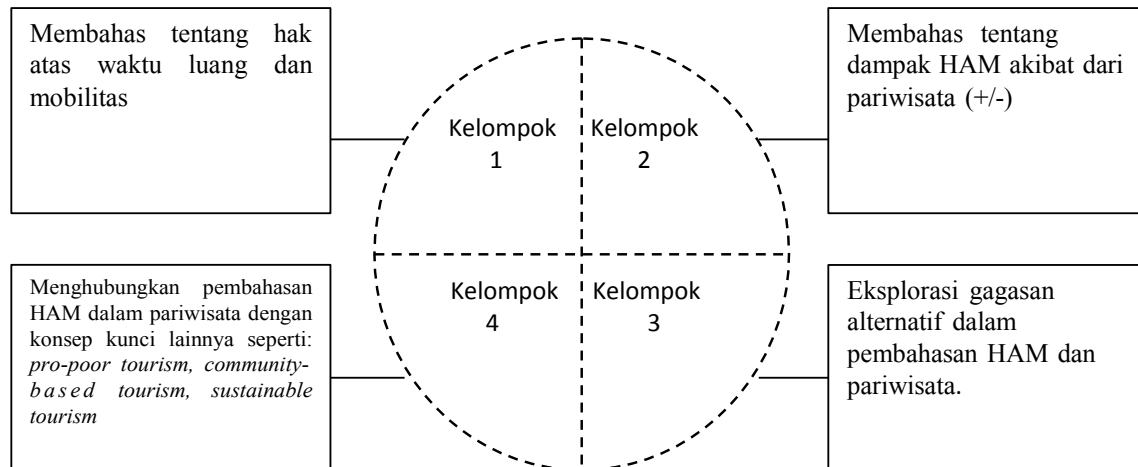 Membahas tentang hak
atas waktu luang dan
mobilitas
Membahas tentang
dampak HAM akibat dari
pariwisata (+/-)
Kelompok
1
Kelompok
2
Menghubungkan pembahasan
HAM dalam pariwisata dengan
konsep kunci lainnya seperti:
pro-poor tourism, community-
based tourism, sustainable
tourism
Kelompok
4
Kelompok
3
Eksplorasi gagasan
alternatif dalam
pembahasan HAM dan
pariwisata.